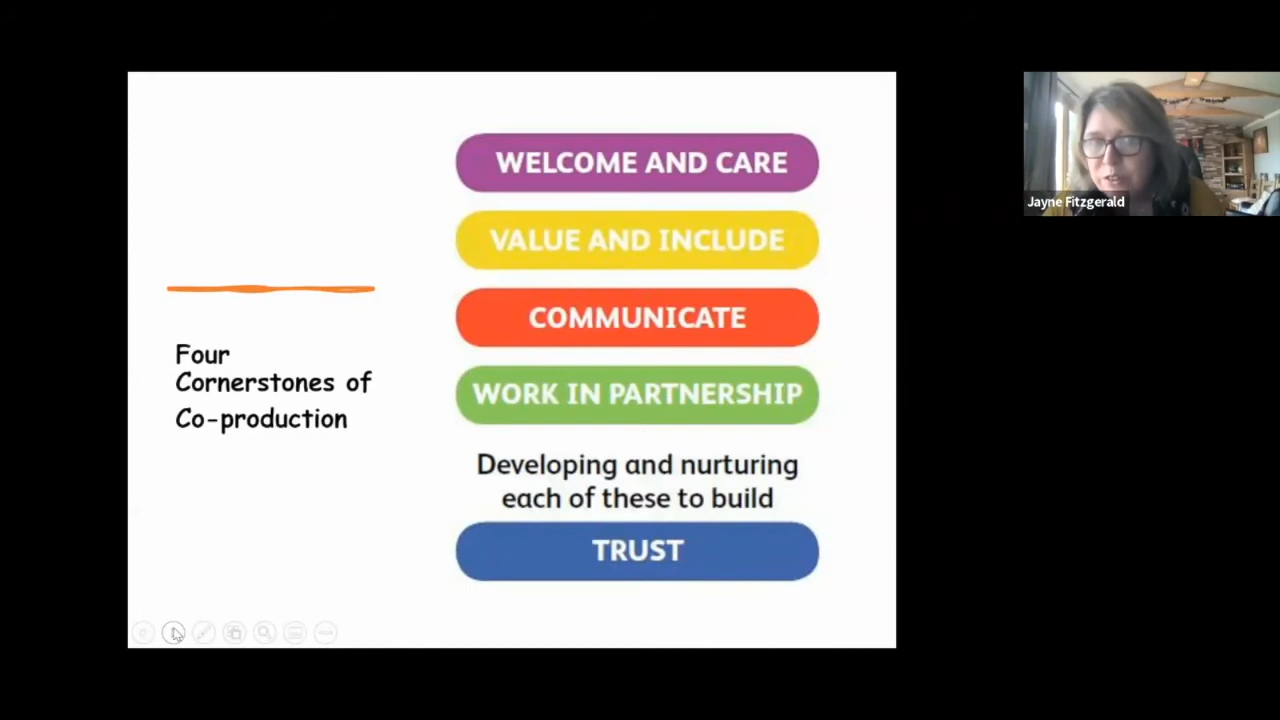 Four
Cornerstones of
Co-production
WELCOME AND CARE
VALUE AND INCLUDE
COMMUNICATE
WORK IN PARTNERSHIP
Developing and nurturing
each of these to build
TRUST
Jayne Fitzgerald